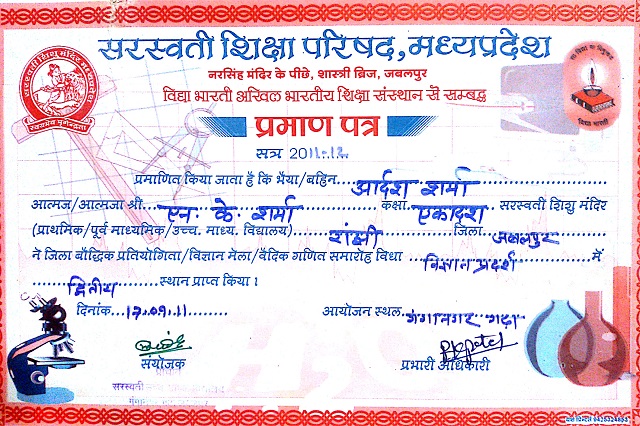 सरस्वती शिक्षा परिषद, मध्यप्रदेश
नरसिंह मंदिर के पीछे, शास्त्री ब्रिज, जबलपुर
विद्या भारती अखिल भारतीय शिक्षा संस्थान से सम्बद्ध
प्रमाण पत्र
सत्र 2011-12
प्रमाणित किया जाता है कि भैया/बहिन आर्दश शर्मा
आत्मज/आत्मजा श्री एन. के. शर्मा कक्षा एकादश सरस्वती शिशु मंदिर
(प्राथमिक/पूर्व माध्यमिक/उच्च. माध्य. विद्यालय) रांझी जिला जबलपुर
ने जिला बौद्धिक प्रतियोगिता/विज्ञान मेला/वैदिक गणित समारोह विधा विज्ञान प्रदर्श में
द्वितीय स्थान प्राप्त किया।
दिनांक 17.09.11 आयोजन स्थल गंगानगर गढ़ा
संयोजक प्रभारी अधिकारी